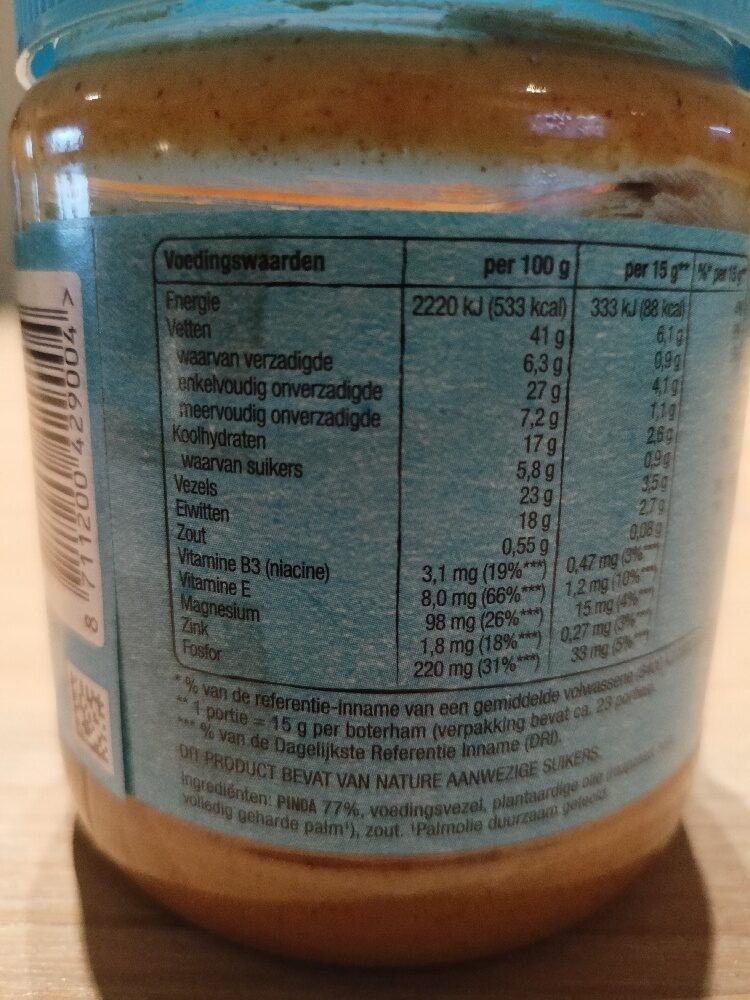 Voedingswaarden per 100 g per 15 g** %* per 15 g**
Energie 2220 kJ (533 kcal) 333 kJ (88 kcal)
Vetten 41 g 6,1 g
waarvan verzadigde 6,3 g 0,9 g
enkelvoudig onverzadigde 27 g 4,1 g
meervoudig onverzadigde 7,2 g 1,1 g
Koolhydraten 17 g 2,6 g
waarvan suikers 5,8 g 0,9 g
Vezels 23 g 3,5 g
Eiwitten 18 g 2,7 g
Zout 0,55 g 0,08 g
Vitamine B3 (niacine) 3,1 mg (19%***) 0,47 mg (3%***)
Vitamine E 8,0 mg (66%***) 1,2 mg (10%***)
Magnesium 98 mg (26%***) 15 mg (4%***)
Zink 1,8 mg (18%***) 0,27 mg (3%***)
Fosfor 220 mg (31%***) 33 mg (5%***)
* % van de referentie-inname van een gemiddelde volwassene
** 1 portie = 15 g per boterham (verpakking bevat ca. 23 porties)
*** % van de Dagelijkste Referentie Inname (DRI).
DIT PRODUCT BEVAT VAN NATURE AANWEZIGE SUIKERS.
Ingrediënten: PINDA 77%, voedingsvezel, plantaardige olie
volledig geharde palm¹), zout. ¹Palmolie duurzaam geteeld.
8 711200 429004 >